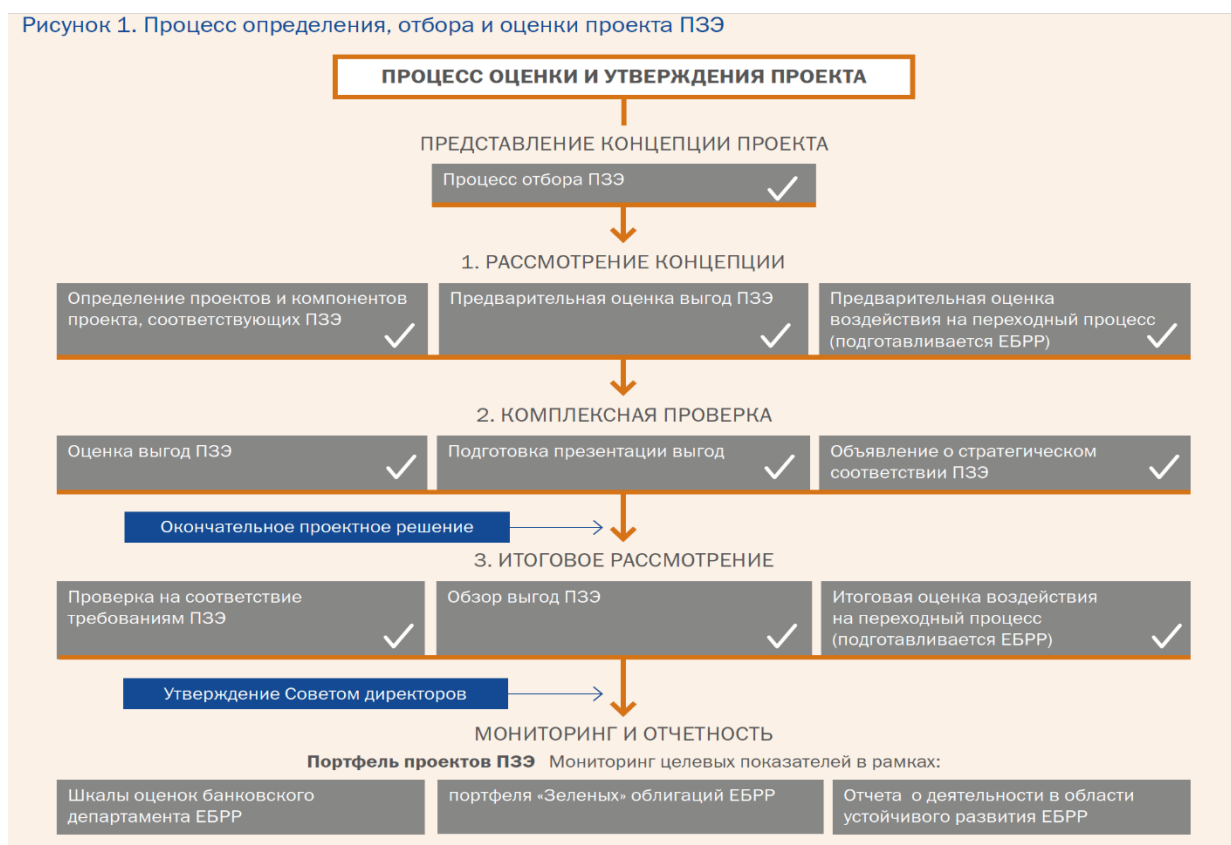 Рисунок 1. Процесс определения, отбора и оценки проекта ПЗЭ
ПРОЦЕСС ОЦЕНКИ И УТВЕРЖДЕНИЯ ПРОЕКТА
ПРЕДСТАВЛЕНИЕ КОНЦЕПЦИИ ПРОЕКТА
Процесс отбора ПЗЭ
1. РАССМОТРЕНИЕ КОНЦЕПЦИИ
Определение проектов и компонентов
проекта, соответствующих ПЗЭ
Предварительная оценка выгод ПЗЭ
Предварительная оценка
воздействия на переходный процесс
(подготавливается ЕБРР)
2. КОМПЛЕКСНАЯ ПРОВЕРКА
Оценка выгод ПЗЭ
Подготовка презентации выгод
Объявление о стратегическом
соответствии ПЗЭ
Окончательное проектное решение
3. ИТОГОВОЕ РАССМОТРЕНИЕ
Проверка на соответствие
требованиям ПЗЭ
Обзор выгод ПЗЭ
Итоговая оценка воздействия
на переходный процесс
(подготавливается ЕБРР)
Утверждение Советом директоров
МОНИТОРИНГ И ОТЧЕТНОСТЬ
Портфель проектов ПЗЭ Мониторинг целевых показателей в рамках:
Шкалы оценок банковского
департамента ЕБРР
портфеля «Зеленых» облигаций ЕБРР
Отчета о деятельности в области
устойчивого развития ЕБРР